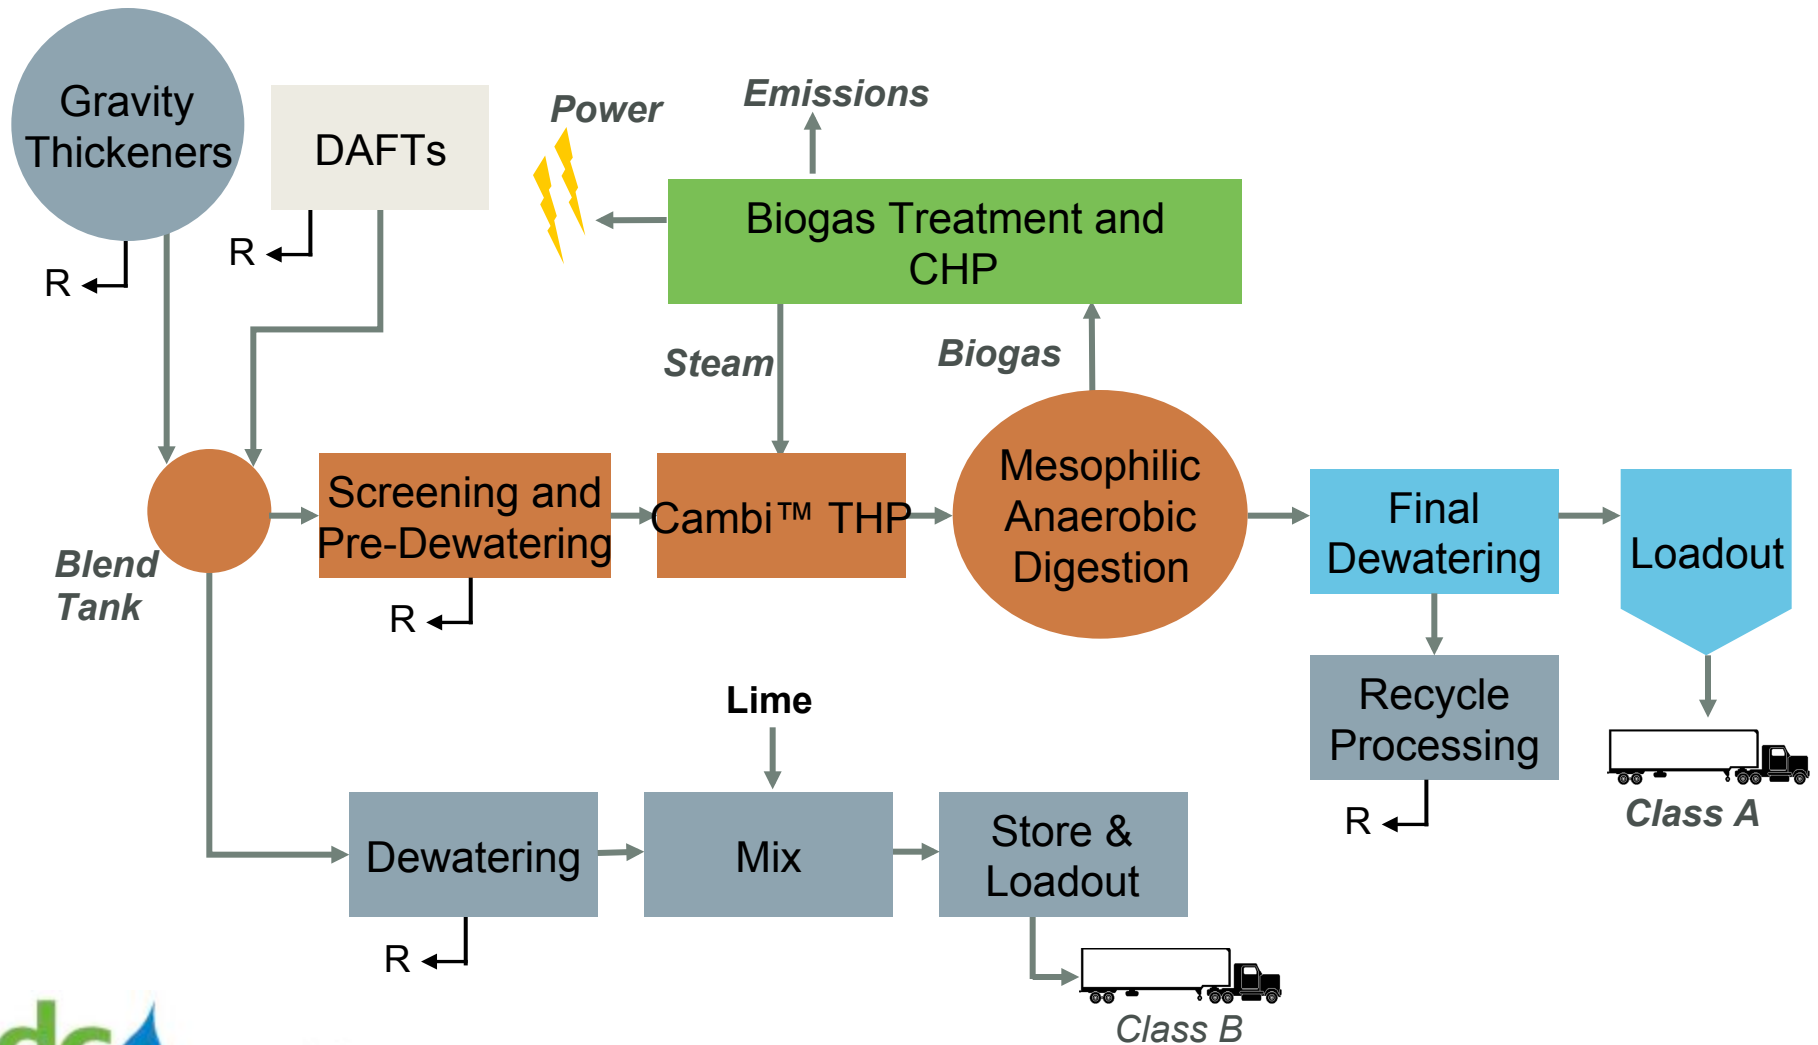 Gravity
Thickeners
DAFTs
Power
Emissions
Biogas Treatment and
CHP
R
R
Steam
Biogas
Blend
Tank
Screening and
Pre-Dewatering
Cambi™ THP
Mesophilic
Anaerobic
Digestion
Final
Dewatering
Loadout
R
Recycle
Processing
R
Class A
Lime
Dewatering
Mix
Store &
Loadout
R
Class B
dc